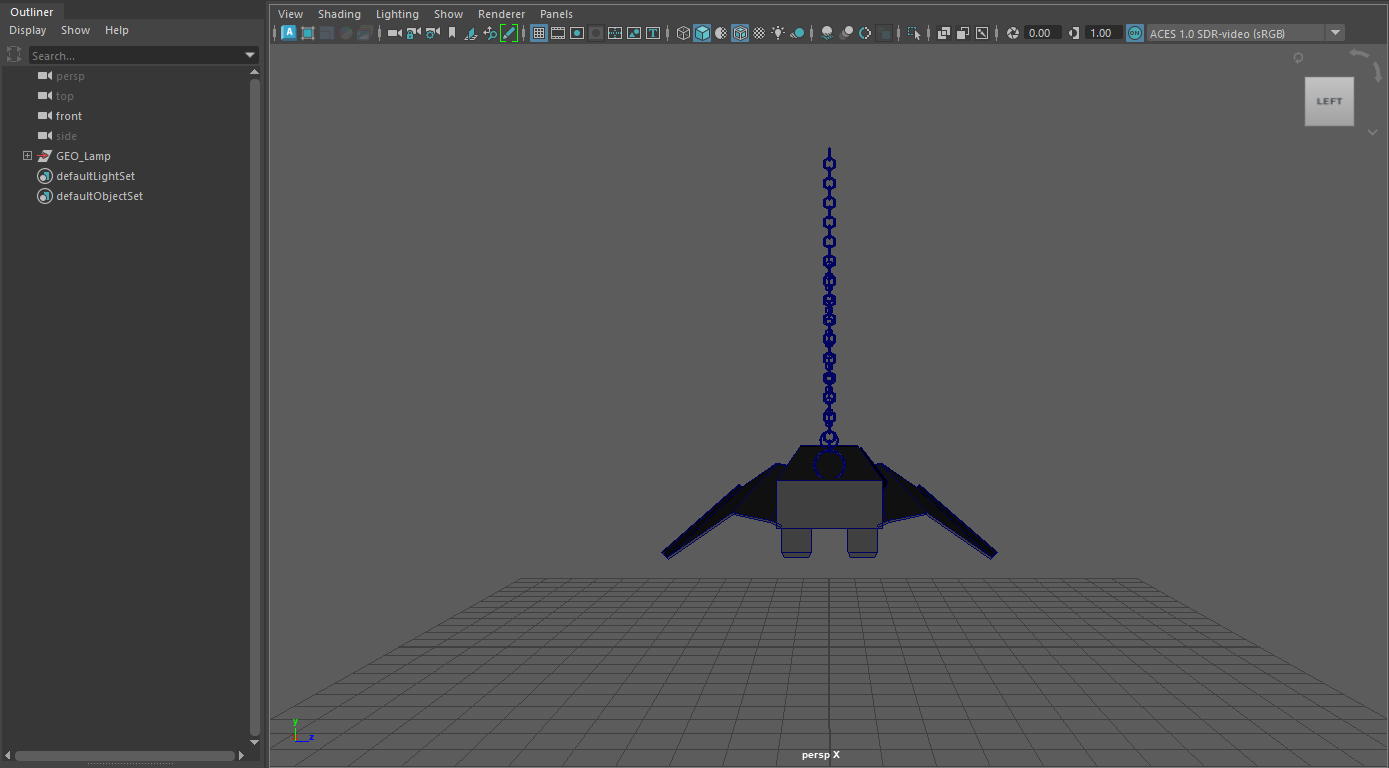 Outliner
Display Show Help
Search...
persp
top
front
side
GEO_Lamp
defaultLightSet
defaultObjectSet
View Shading Lighting Show Renderer Panels
A T 0.00 1.00 ON ACES 1.0 SDR-video (sRGB)
LEFT
y
z
persp X